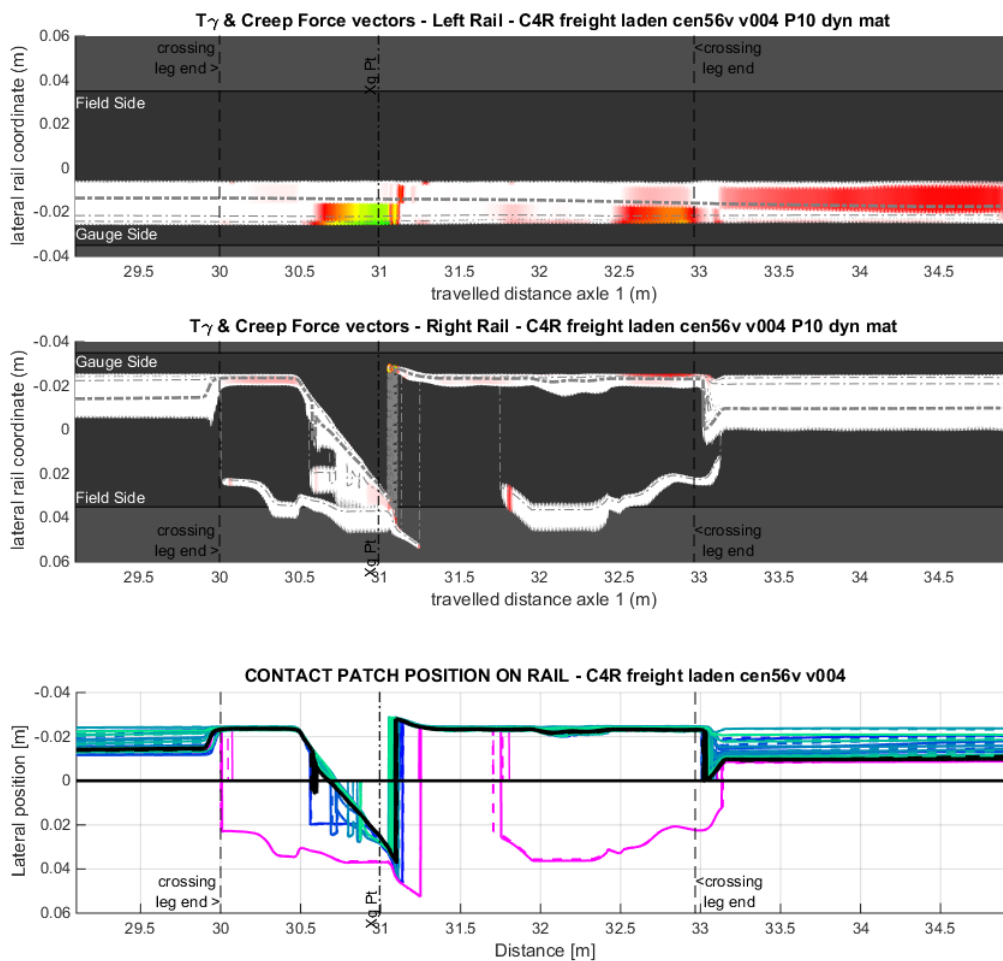 Tγ & Creep Force vectors - Left Rail - C4R freight laden cen56v v004 P10 dyn mat
0.06
0.04
0.02
0
-0.02
-0.04
lateral rail coordinate (m)
crossing
leg end >
Xg Pt
<crossing
leg end
Field Side
Gauge Side
29.5
30
30.5
31
31.5
32
32.5
33
33.5
34
34.5
travelled distance axle 1 (m)
Tγ & Creep Force vectors - Right Rail - C4R freight laden cen56v v004 P10 dyn mat
-0.04
-0.02
0
0.02
0.04
0.06
lateral rail coordinate (m)
Gauge Side
Field Side
crossing
leg end >
Xg Pt
<crossing
leg end
29.5
30
30.5
31
31.5
32
32.5
33
33.5
34
34.5
travelled distance axle 1 (m)
CONTACT PATCH POSITION ON RAIL - C4R freight laden cen56v v004
-0.04
-0.02
0
0.02
0.04
0.06
Lateral position [m]
crossing
leg end >
Xg Pt
<crossing
leg end
29.5
30
30.5
31
31.5
32
32.5
33
33.5
34
34.5
Distance [m]